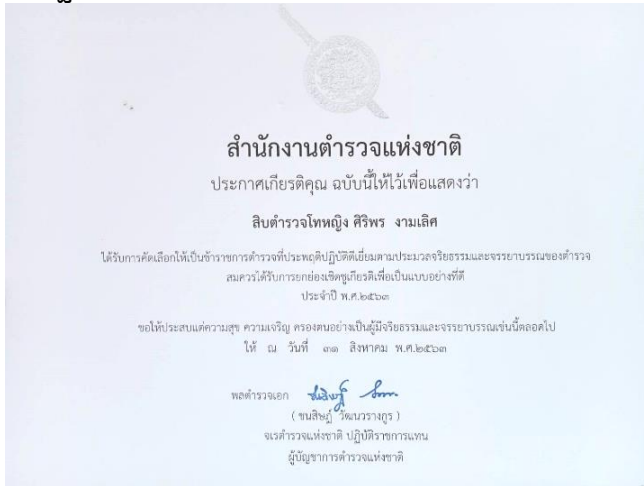 สำนักงานตำรวจแห่งชาติ
ประกาศเกียรติคุณ ฉบับนี้ให้ไว้เพื่อแสดงว่า
สิบตำรวจโทหญิง ศิริพร งามเลิศ
ได้รับการคัดเลือกให้เป็นข้าราชการตำรวจที่ประพฤติปฏิบัติดีเยี่ยมตามประมวลจริยธรรมและจรรยาบรรณของตำรวจ
สมควรได้รับการยกย่องเชิดชูเกียรติเพื่อเป็นแบบอย่างที่ดี
ประจำปี พ.ศ.๒๕๖๓
ขอให้ประสบแต่ความสุข ความเจริญ ครองตนอย่างเป็นผู้มีจริยธรรมและจรรยาบรรณเช่นนี้ตลอดไป
ให้ ณ วันที่ ๓๑ สิงหาคม พ.ศ.๒๕๖๓
พลตำรวจเอก
( ชนสิษฎ์ วัฒนวรางกูร )
จเรตำรวจแห่งชาติ ปฏิบัติราชการแทน
ผู้บัญชาการตำรวจแห่งชาติ